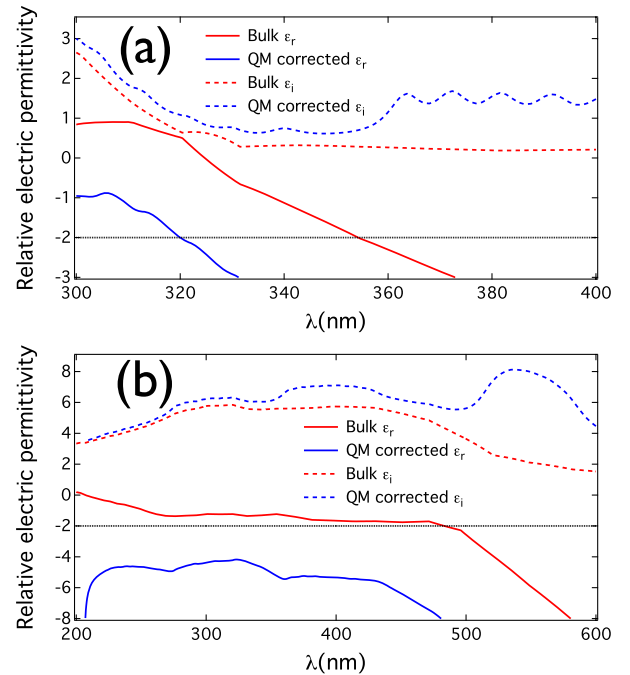 (a)
Bulk εr
QM corrected εr
Bulk εi
QM corrected εi
Relative electric permittivity
3
2
1
0
-1
-2
-3
300
320
340
360
380
400
λ(nm)
(b)
Bulk εr
QM corrected εr
Bulk εi
QM corrected εi
Relative electric permittivity
8
6
4
2
0
-2
-4
-6
-8
200
300
400
500
600
λ(nm)